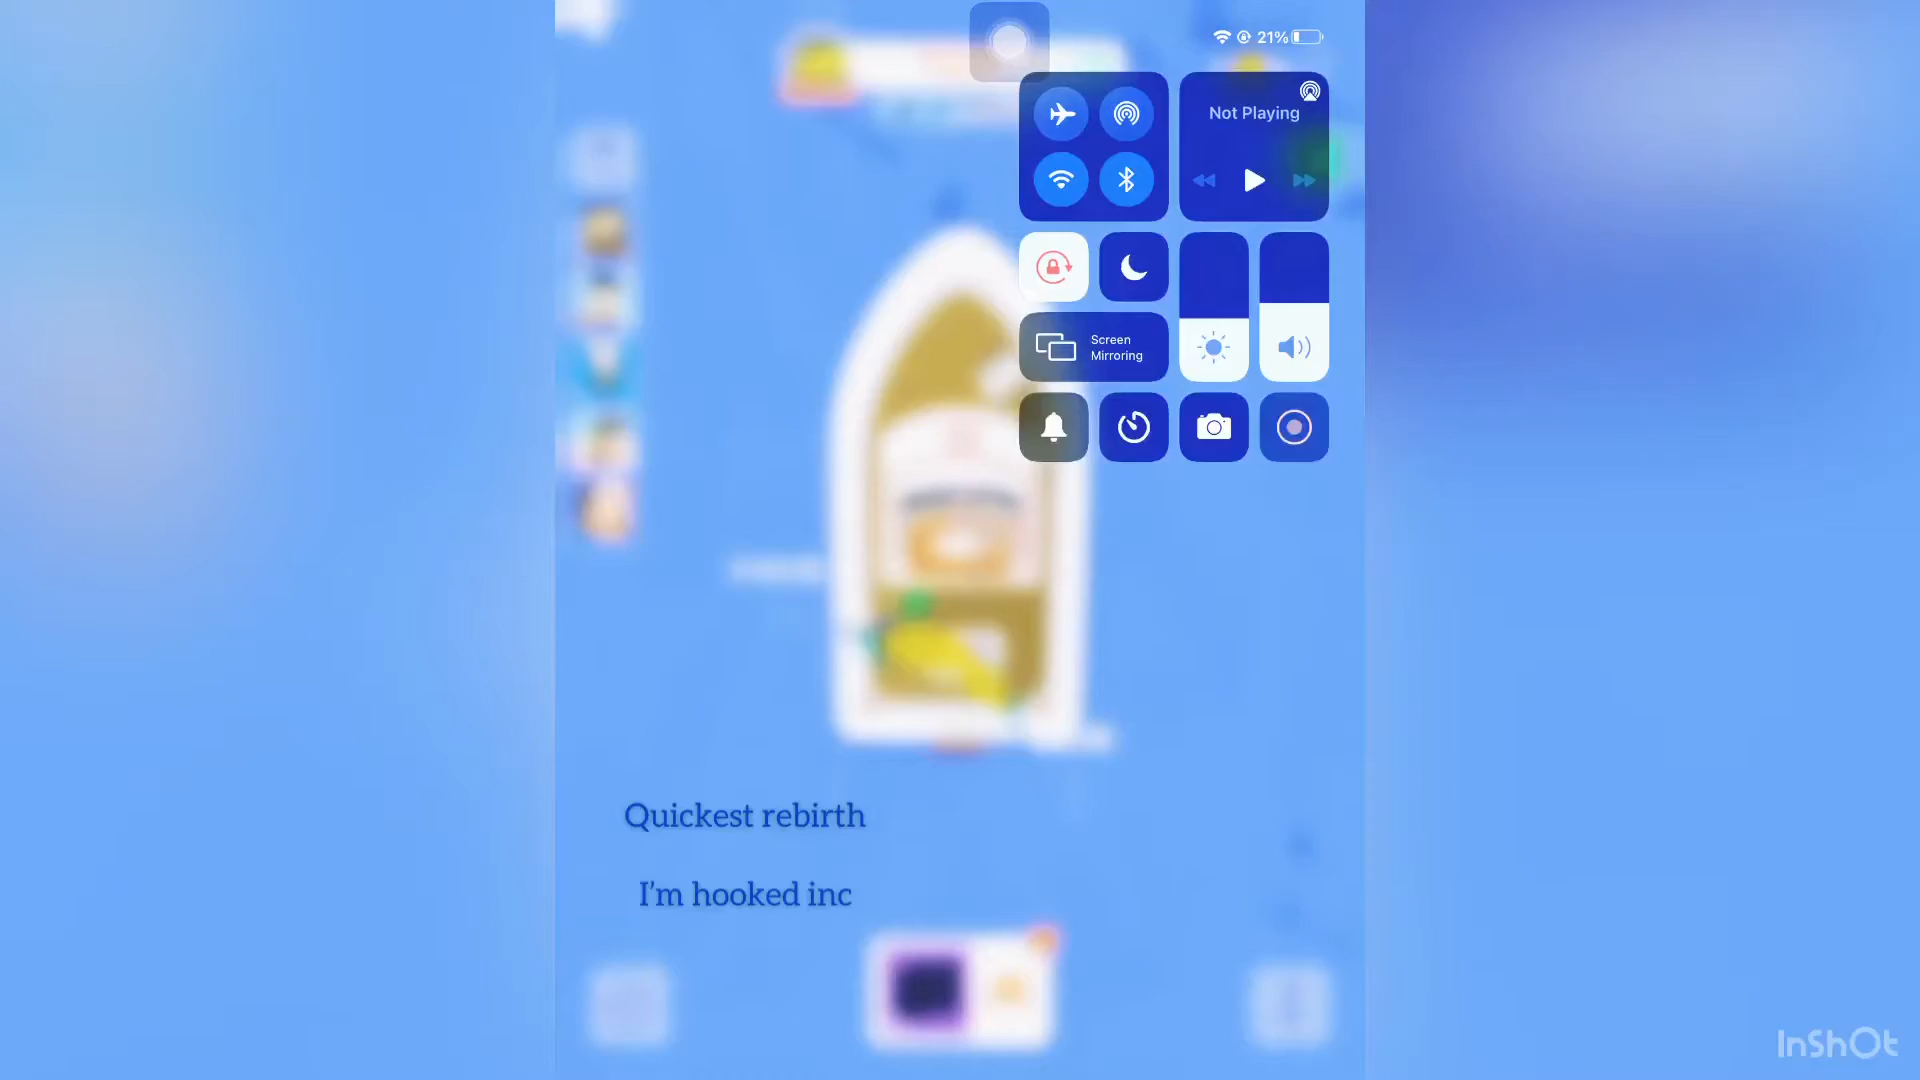 21%
Not Playing
Screen
Mirroring
Quickest rebirth
I'm hooked inc
InShOt